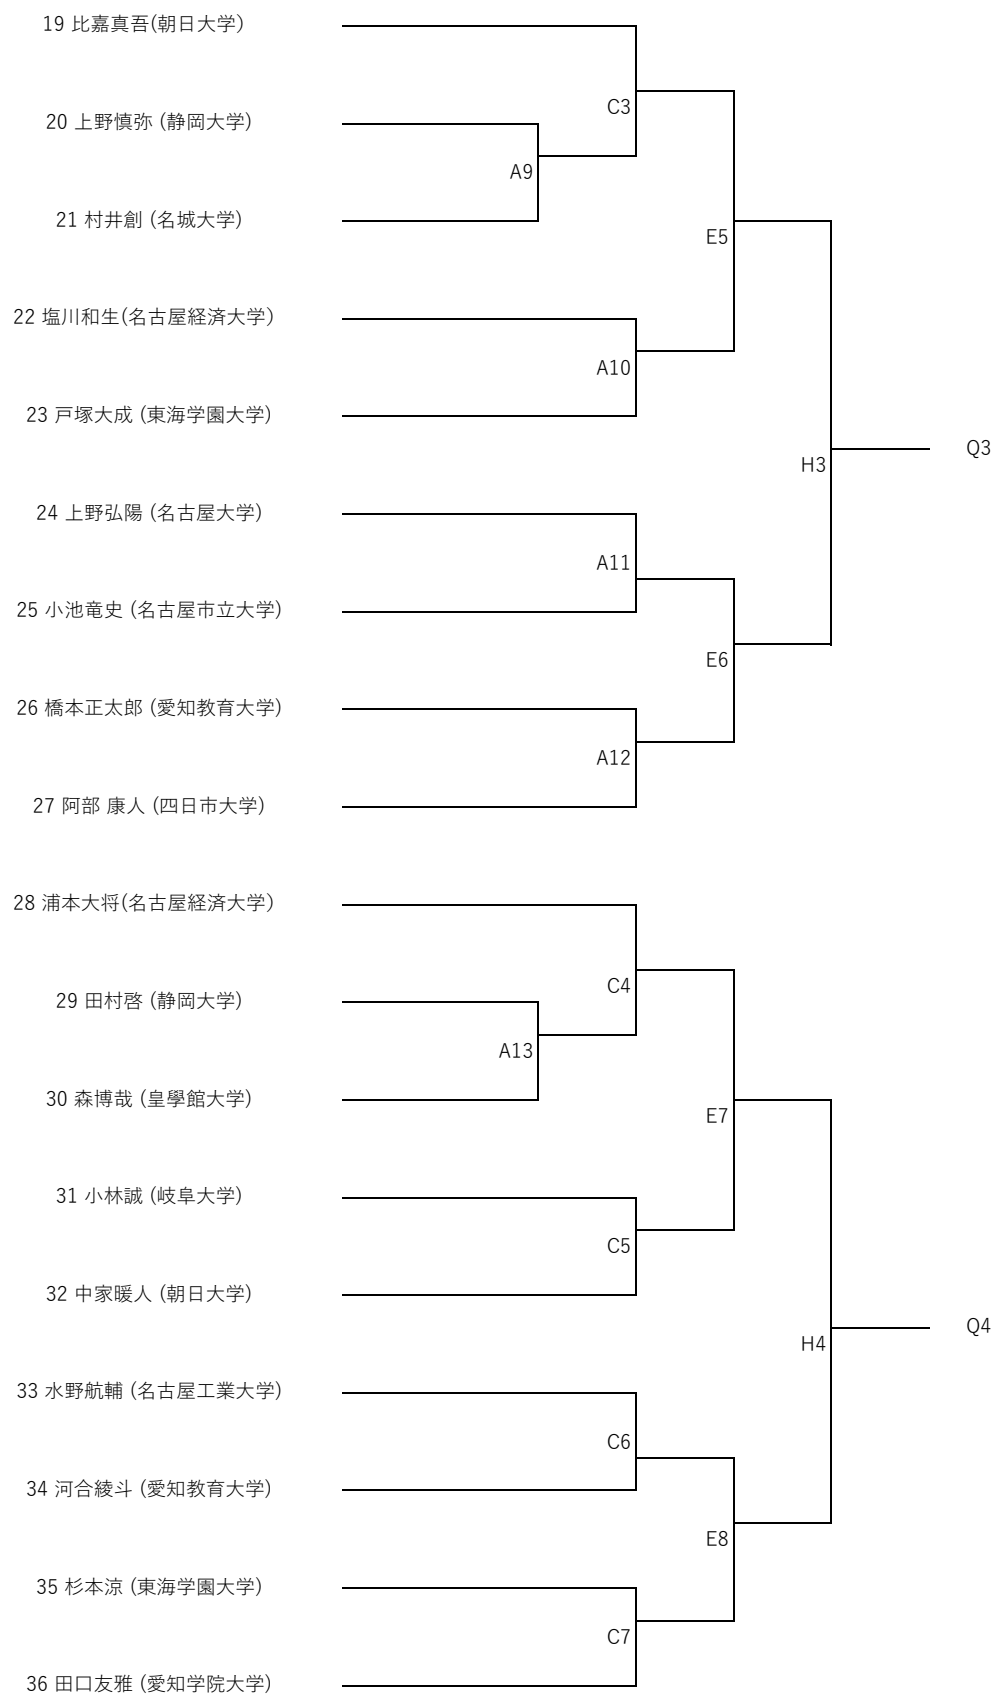 19 比嘉真吾(朝日大学)
C3
20 上野慎弥 (静岡大学)
A9
21 村井創 (名城大学)
E5
22 塩川和生(名古屋経済大学)
A10
23 戸塚大成 (東海学園大学)
Q3
H3
24 上野弘陽 (名古屋大学)
A11
25 小池竜史 (名古屋市立大学)
E6
26 橋本正太郎 (愛知教育大学)
A12
27 阿部 康人 (四日市大学)
28 浦本大将(名古屋経済大学)
C4
29 田村啓 (静岡大学)
A13
30 森博哉 (皇學館大学)
E7
31 小林誠 (岐阜大学)
C5
32 中家暖人 (朝日大学)
Q4
H4
33 水野航輔 (名古屋工業大学)
C6
34 河合綾斗 (愛知教育大学)
E8
35 杉本涼 (東海学園大学)
C7
36 田口友雅 (愛知学院大学)